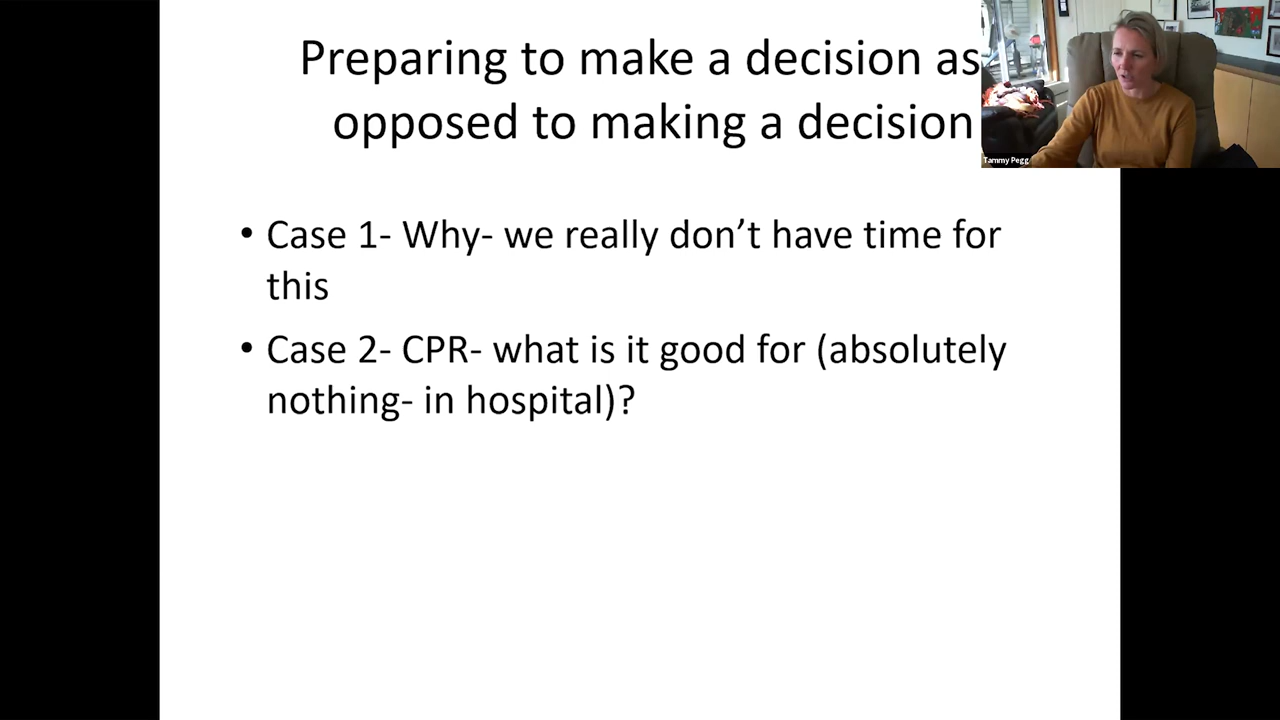 Preparing to make a decision as
opposed to making a decision
Tammy Pegg
• Case 1- Why- we really don’t have time for
this
• Case 2- CPR- what is it good for (absolutely
nothing- in hospital)?